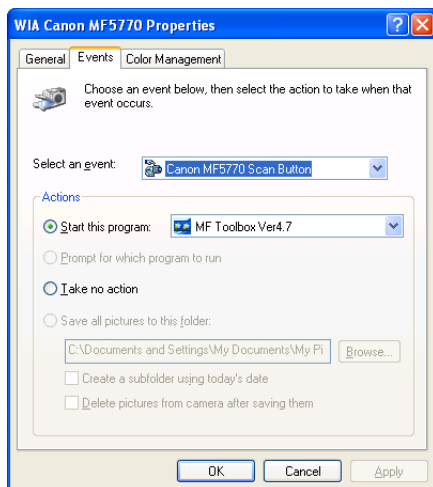 WIA Canon MF5770 Properties
General Events Color Management
Choose an event below, then select the action to take when that
event occurs.
Select an event: Canon MF5770 Scan Button
Actions
Start this program: MF Toolbox Ver4.7
Prompt for which program to run
Take no action
Save all pictures to this folder:
C:\Documents and Settings\My Documents\My Pi Browse...
Create a subfolder using today's date
Delete pictures from camera after saving them
OK Cancel Apply